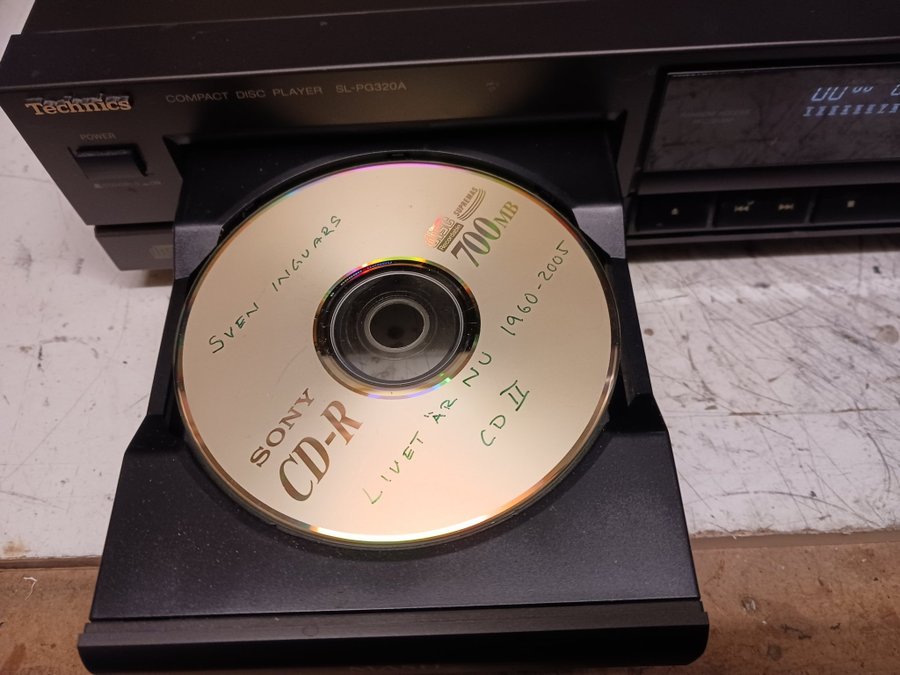 Technics
COMPACT DISC PLAYER SL-PG320A
POWER
SVEN INGVARS
SUPREMAS
700MB
SONY
CD-R
LIVET ÄR NU 1960-2005
CD II